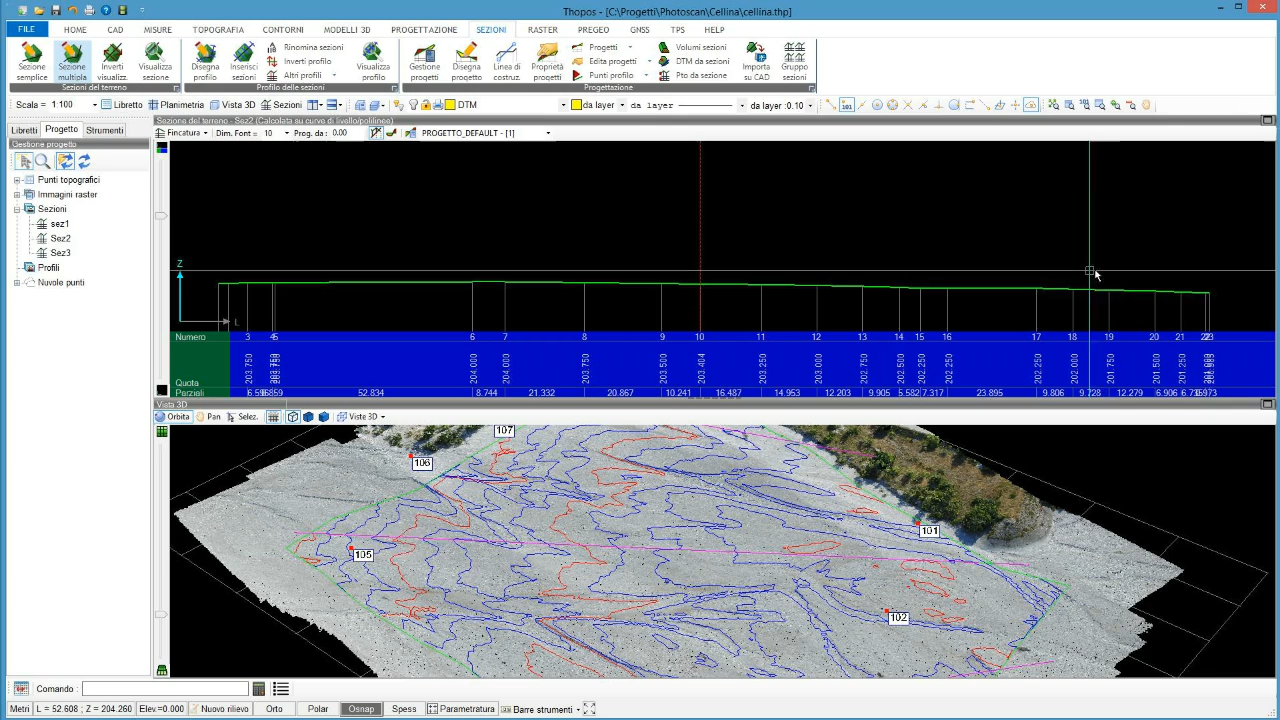 Thopos - [C:\Progetti\Photoscan\Cellina\cellina.thp]
FILE HOME CAD MISURE TOPOGRAFIA CONTORNI MODELLI 3D PROGETTAZIONE SEZIONI RASTER PREGEO GNSS TPS HELP
Sezione semplice
Sezione multipla
Inverti visualizz.
Visualizza sezione
Disegna profilo
Inserisci sezioni
Rinomina sezioni
Inverti profilo
Altri profili
Visualizza profilo
Gestione progetti
Disegna progetto
Linea di costruz.
Proprietà progetti
Progetti
Edita progetti
Punti profilo
Volumi sezioni
DTM da sezioni
Pto da sezione
Importa su CAD
Gruppo sezioni
Sezioni del terreno
Profilo delle sezioni
Progettazione
Scala = 1:100 Libretto Planimetria Vista 3D Sezioni DTM da layer da layer da layer :0.10
Libretti Progetto Strumenti
Gestione progetto
Punti topografici
Immagini raster
Sezioni
sez1
Sez2
Sez3
Profili
Nuvole punti
Sezione del terreno - Sez2 (Calcolata su curve di livello/polilinee)
Fincatura Dim. Font = 10 Prog. da : 0.00 PROGETTO_DEFAULT - [1]
Z
L
Numero 3 6 7 8 9 10 11 12 13 14 15 16 17 18 19 20 21
Quota 203.750 204.000 204.000 203.750 203.500 203.404 203.250 203.000 202.750 202.500 202.250 202.250 202.250 202.000 201.750 201.500 201.250
Parziali 52.834 8.744 21.332 20.867 10.241 16.487 14.953 12.203 9.905 5.582 7.317 23.895 9.806 9.728 12.279 6.906
Vista 3D
Orbita Pan Selez. Viste 3D
107
106
101
105
102
Comando :
Metri L = 52.608 ; Z = 204.260 Elev.=0.000 Nuovo rilievo Orto Polar Osnap Spess Parametratura Barre strumenti